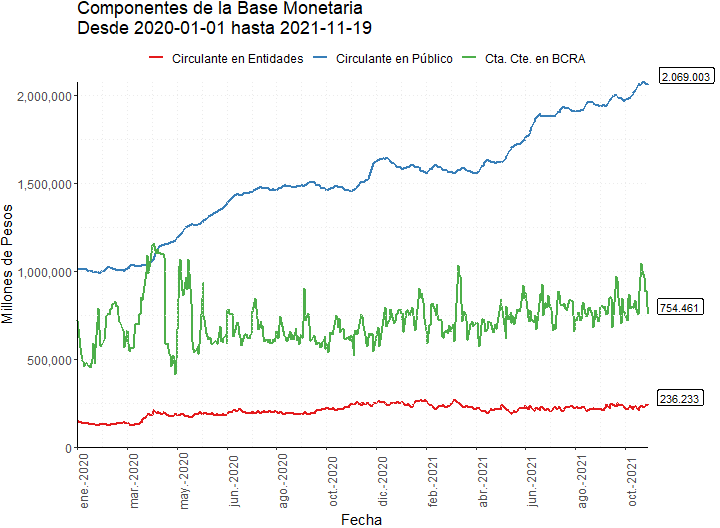 Componentes de la Base Monetaria
Desde 2020-01-01 hasta 2021-11-19
Circulante en Entidades
Circulante en Público
Cta. Cte. en BCRA
2.069.003
2,000,000
1,500,000
1,000,000
754.461
500,000
236.233
0
Millones de Pesos
ene.-2020
mar.-2020
may.-2020
jun.-2020
ago.-2020
oct.-2020
dic.-2020
feb.-2021
abr.-2021
jun.-2021
ago.-2021
oct.-2021
Fecha